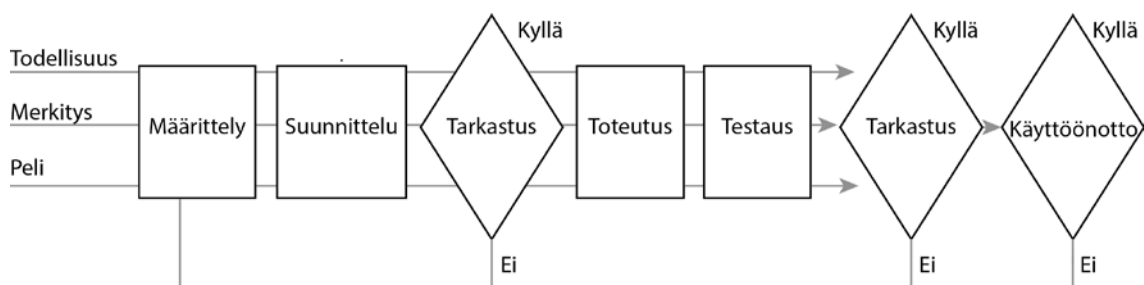 Kyllä
Kyllä
Kyllä
Todellisuus
Merkitys
Määrittely
Suunnittelu
Tarkastus
Toteutus
Testaus
Tarkastus
Käyttöönotto
Peli
Ei
Ei
Ei